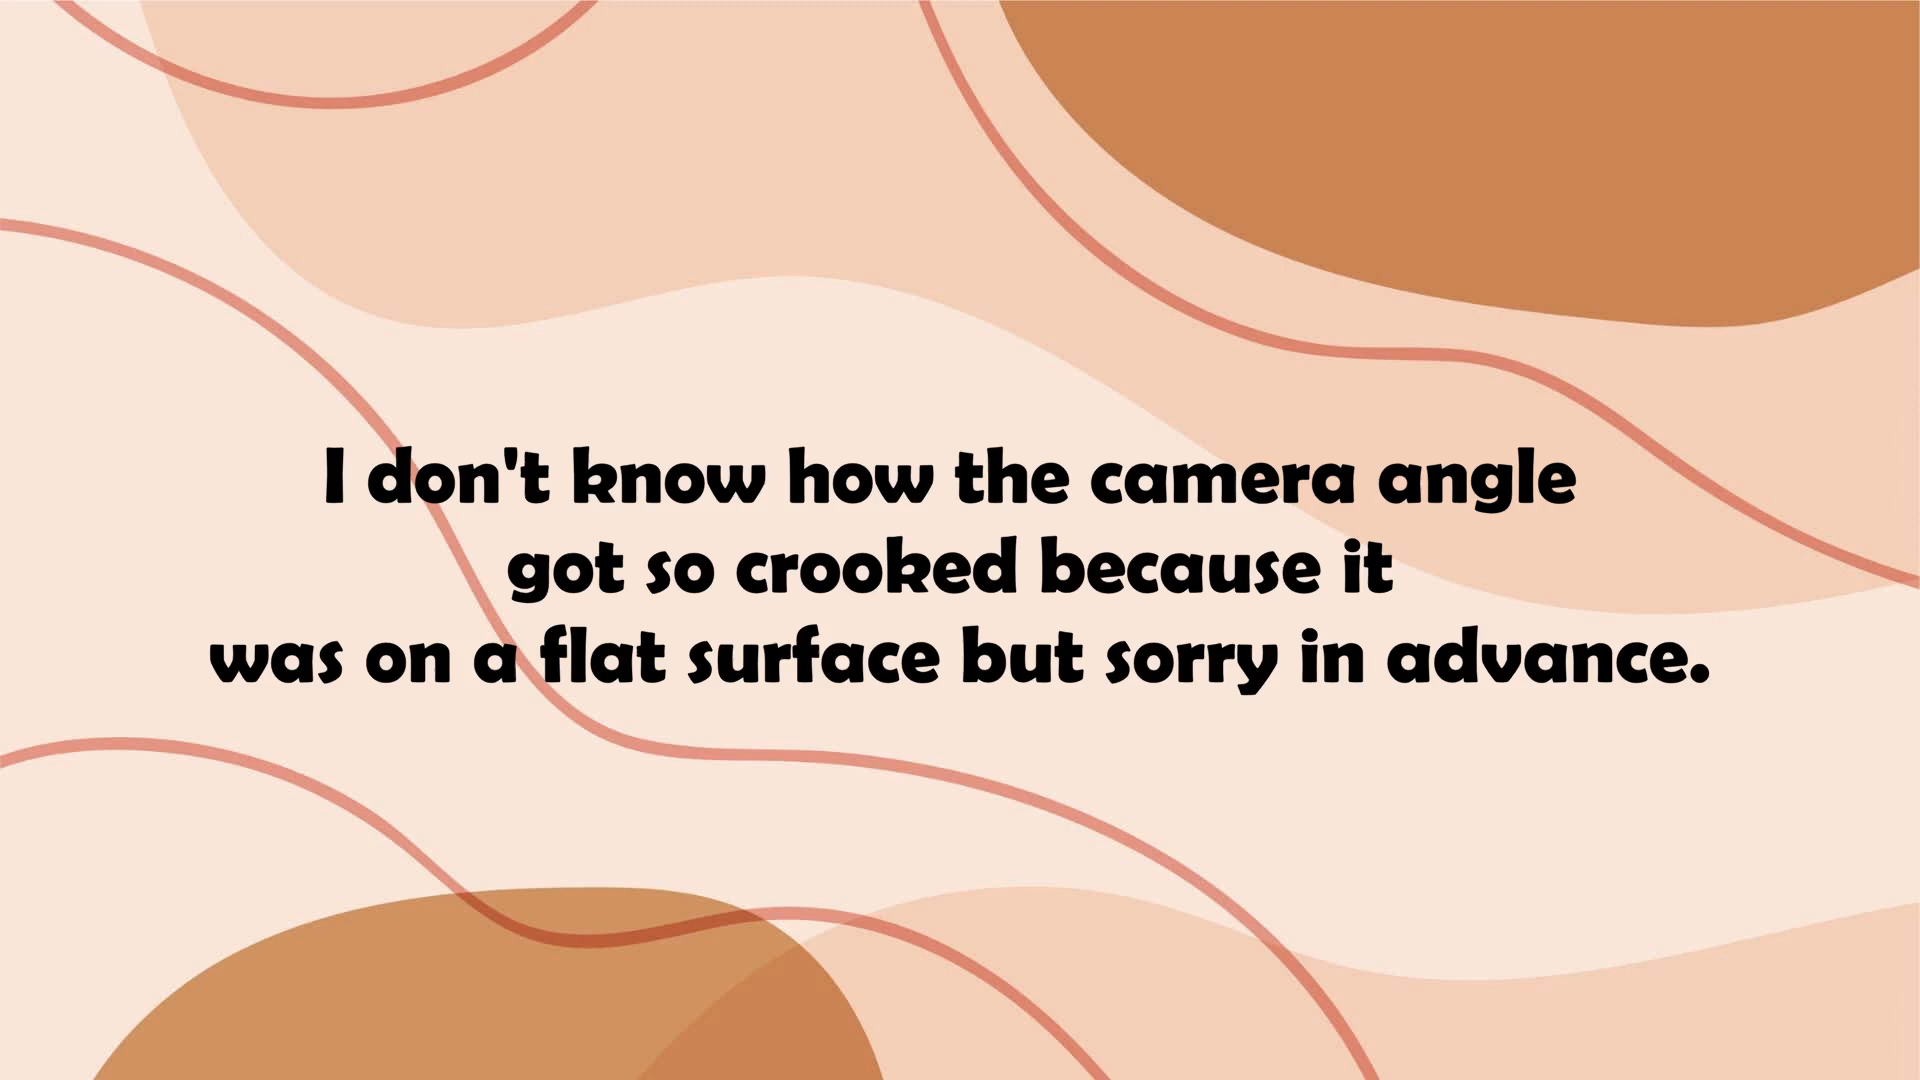 I don't know how the camera angle
got so crooked because it
was on a flat surface but sorry in advance.